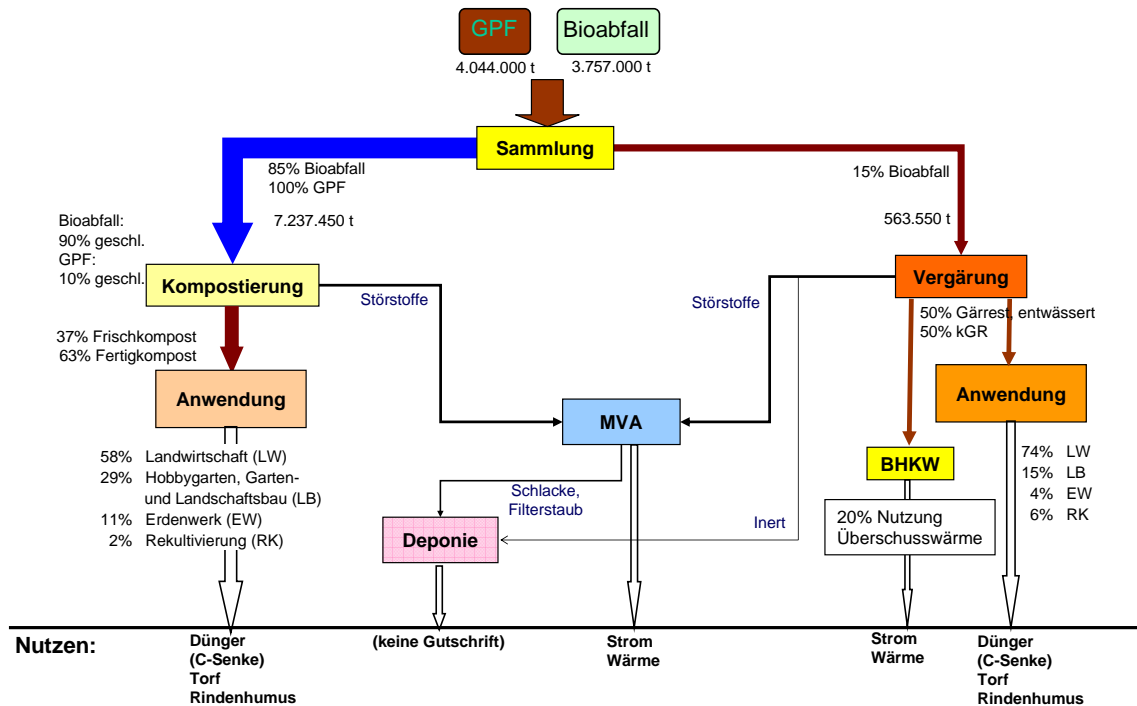 GPF
Bioabfall
4.044.000 t
3.757.000 t
Sammlung
85% Bioabfall
100% GPF
15% Bioabfall
7.237.450 t
563.550 t
Bioabfall:
90% geschl.
GPF:
10% geschl.
Kompostierung
Störstoffe
Störstoffe
Vergärung
37% Frischkompost
63% Fertigkompost
50% Gärrest, entwässert
50% kGR
Anwendung
MVA
Anwendung
58% Landwirtschaft (LW)
29% Hobbygarten, Garten-
und Landschaftsbau (LB)
11% Erdenwerk (EW)
2% Rekultivierung (RK)
BHKW
74% LW
15% LB
4% EW
6% RK
Schlacke,
Filterstaub
Deponie
Inert
20% Nutzung
Überschusswärme
Nutzen:
Dünger
(C-Senke)
Torf
Rindenhumus
(keine Gutschrift)
Strom
Wärme
Strom
Wärme
Dünger
(C-Senke)
Torf
Rindenhumus